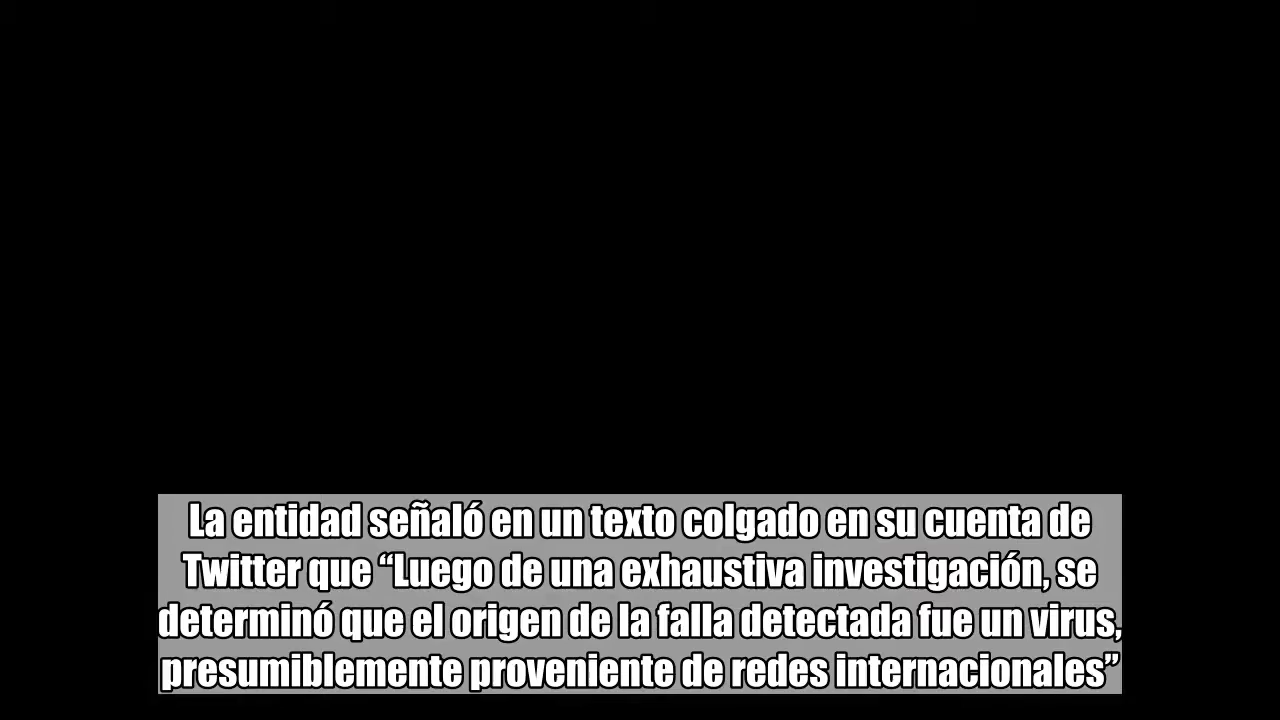 La entidad señaló en un texto colgado en su cuenta de
Twitter que “Luego de una exhaustiva investigación, se
determinó que el origen de la falla detectada fue un virus,
presumiblemente proveniente de redes internacionales”